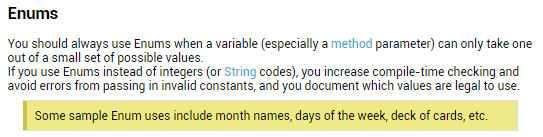 Enums
You should always use Enums when a variable (especially a method parameter) can only take one
out of a small set of possible values.
If you use Enums instead of integers (or String codes), you increase compile-time checking and
avoid errors from passing in invalid constants, and you document which values are legal to use.
Some sample Enum uses include month names, days of the week, deck of cards, etc.